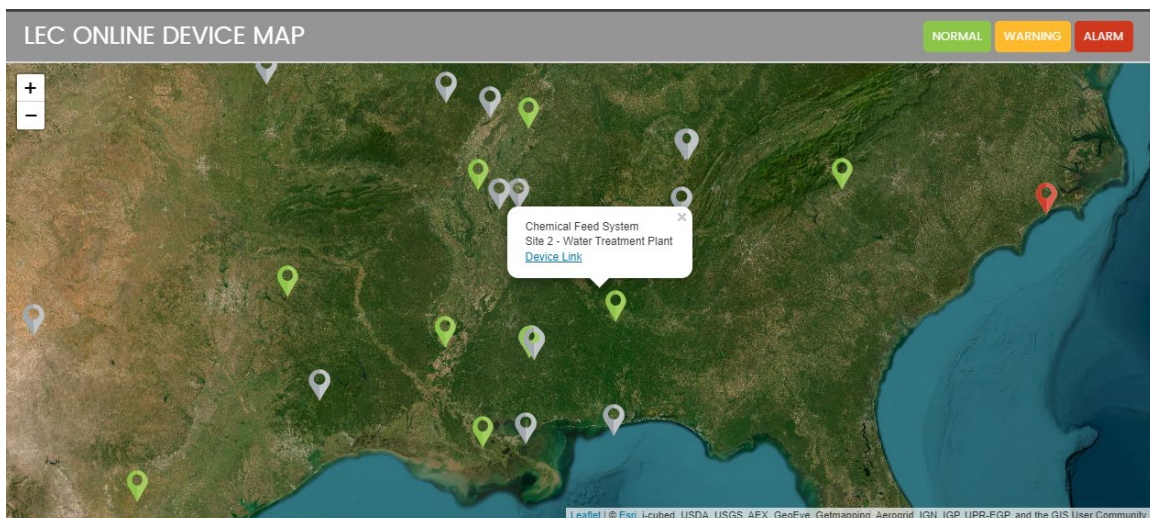 LEC ONLINE DEVICE MAP
NORMAL
WARNING
ALARM
+
−
×
Chemical Feed System
Site 2 - Water Treatment Plant
Device Link
Leaflet | © Esri, i-cubed, USDA, USGS, AEX, GeoEye, Getmapping, Aerogrid, IGN, IGP, UPR-EGP, and the GIS User Community